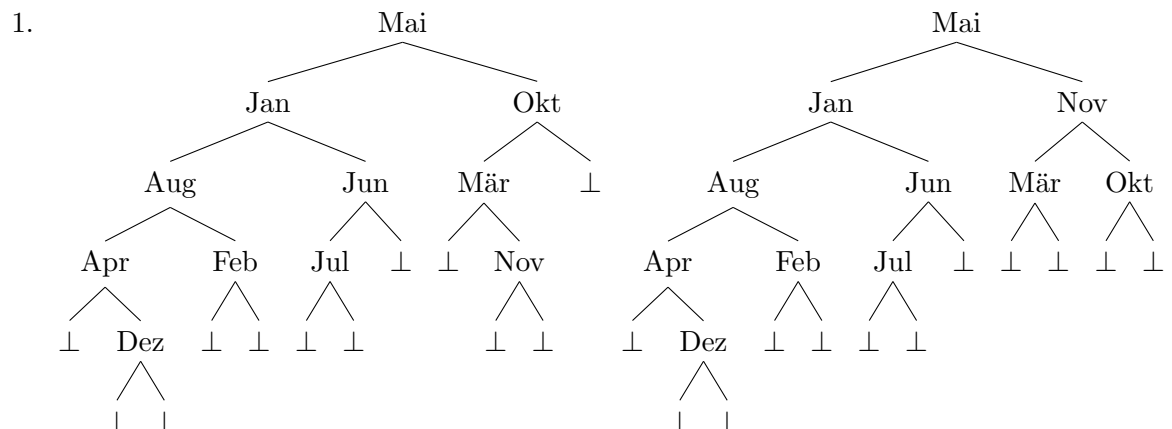 1. Mai Mai
Jan Okt Jan Nov
Aug Jun Mär ⊥ Aug Jun Mär Okt
Apr Feb Jul ⊥ ⊥ Nov Apr Feb Jul ⊥ ⊥ ⊥ ⊥ ⊥
⊥ Dez ⊥ ⊥ ⊥ ⊥ ⊥ ⊥ ⊥ Dez ⊥ ⊥ ⊥ ⊥
⊥ ⊥ ⊥ ⊥